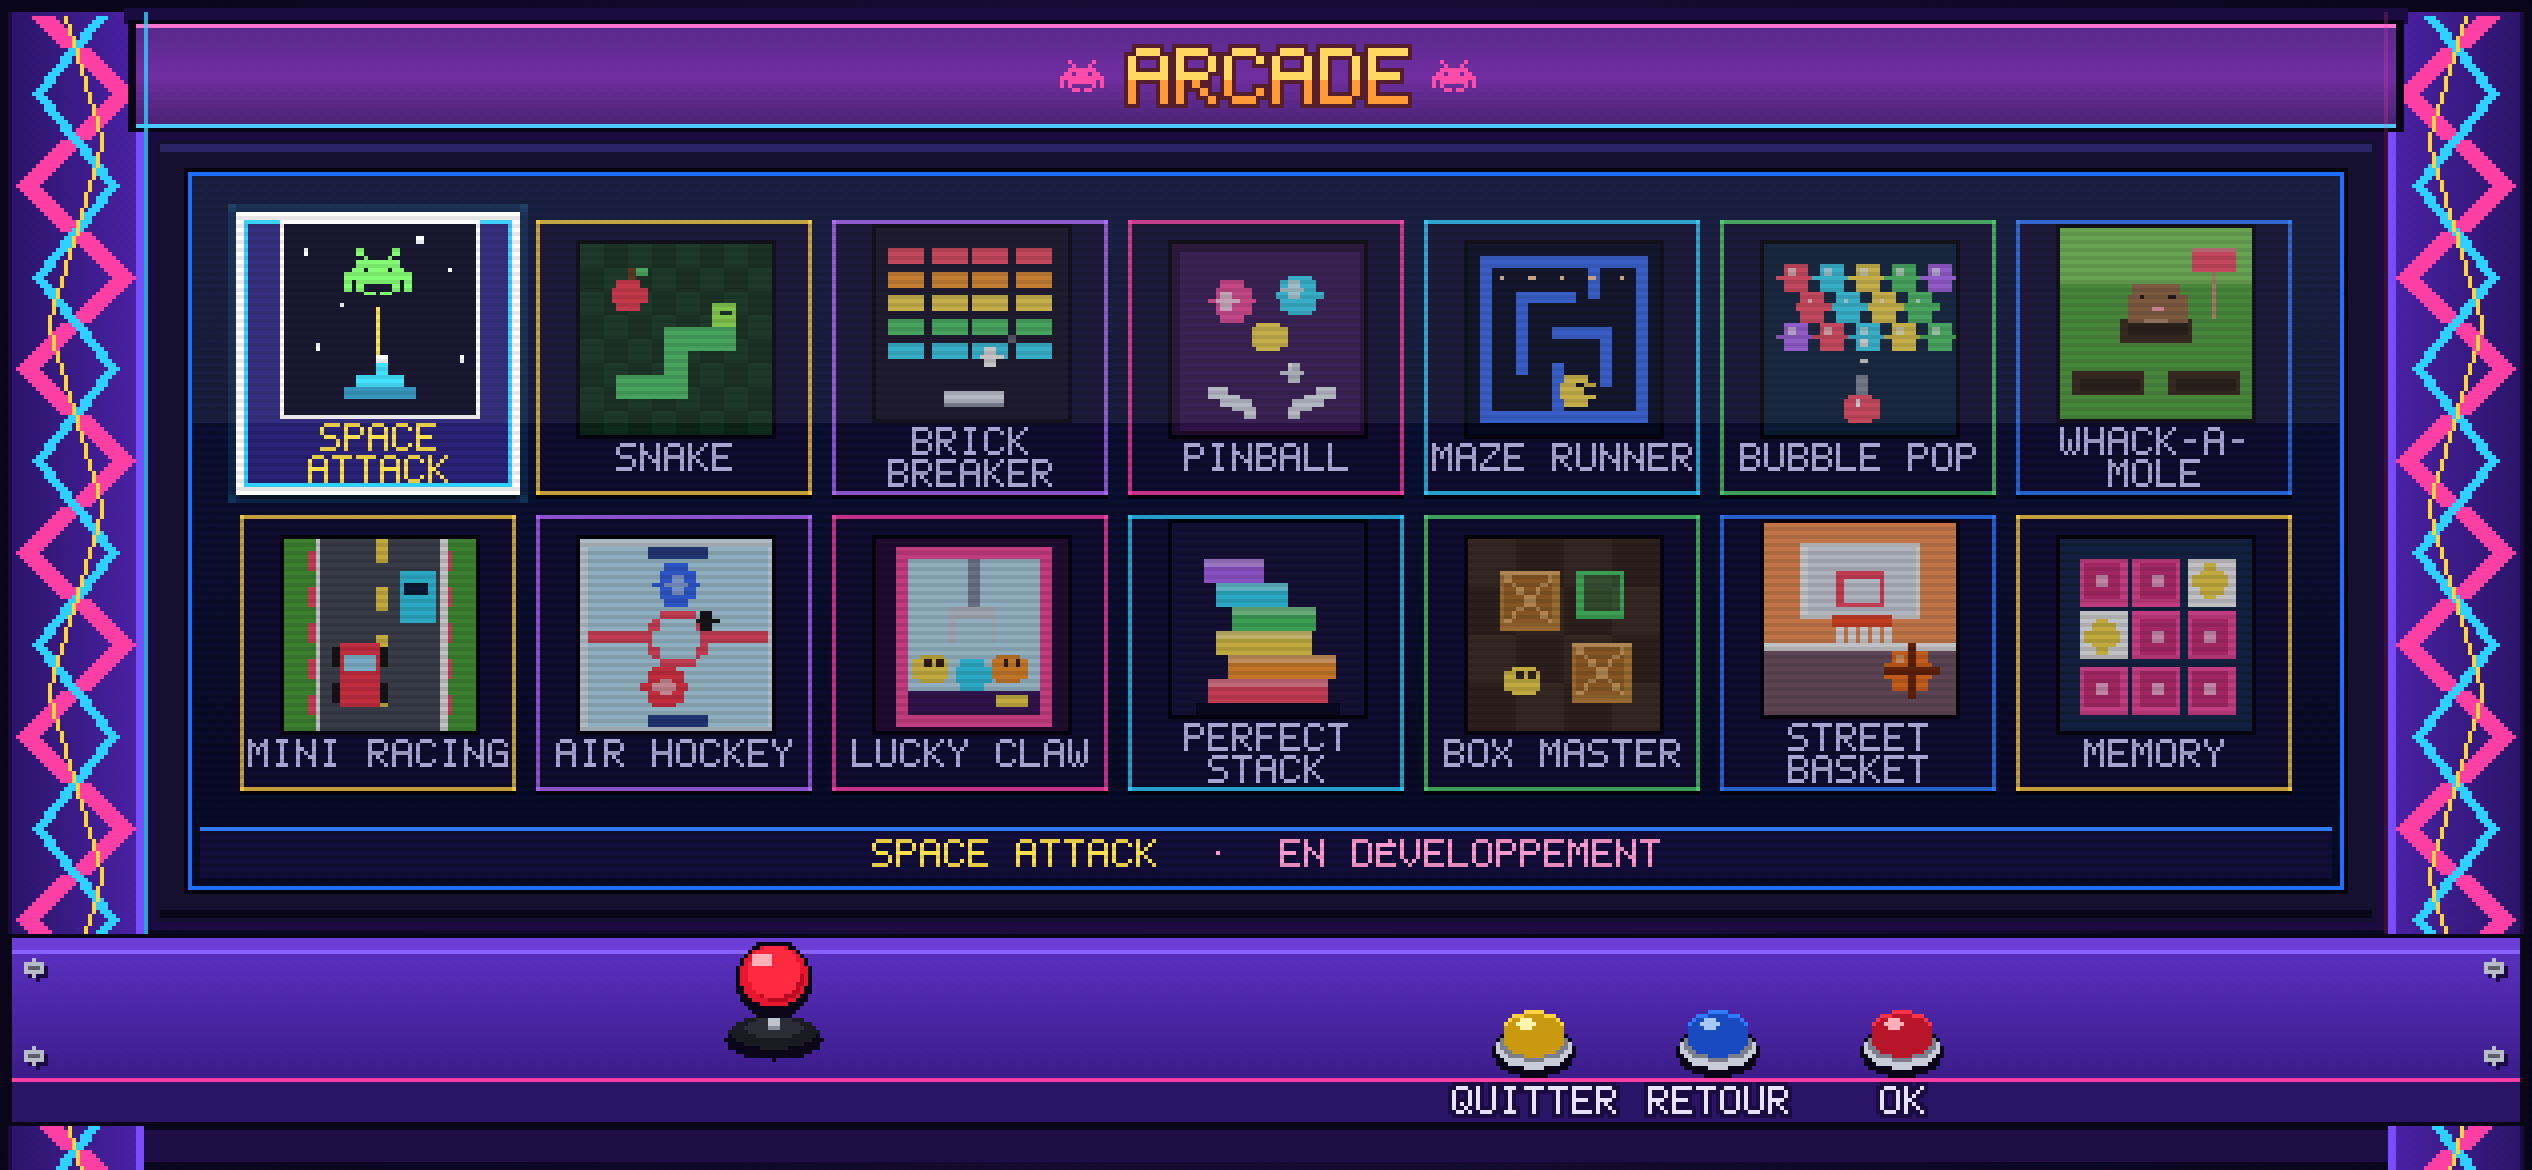 ARCADE
SPACE
ATTACK
SNAKE
BRICK
BREAKER
PINBALL
MAZE RUNNER
BUBBLE POP
WHACK-A-
MOLE
MINI RACING
AIR HOCKEY
LUCKY CLAW
PERFECT
STACK
BOX MASTER
STREET
BASKET
MEMORY
SPACE ATTACK · EN DéVELOPPEMENT
QUITTER RETOUR OK